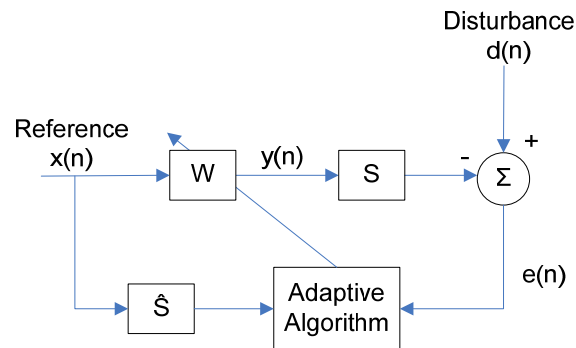 Disturbance
d(n)
Reference
x(n)
+
W
y(n)
S
-
Σ
Ŝ
Adaptive
Algorithm
e(n)